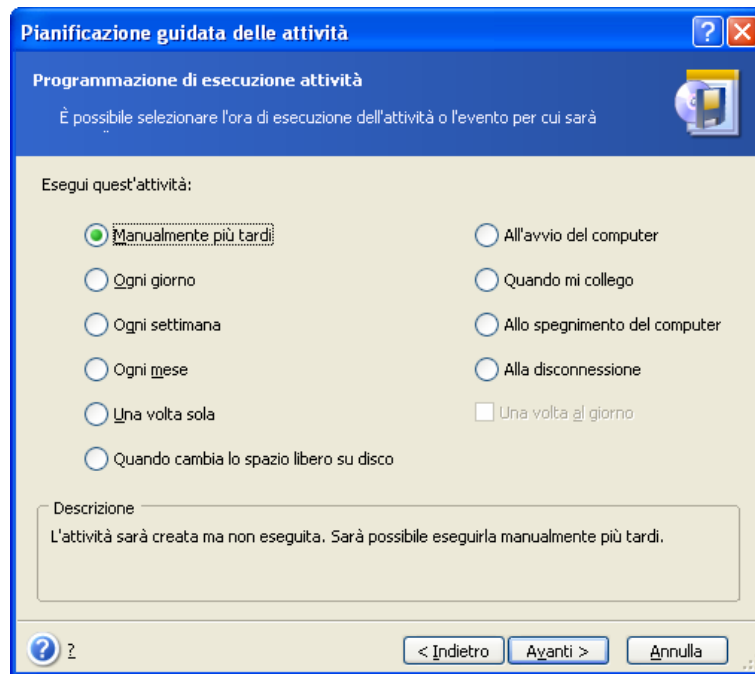 Pianificazione guidata delle attività
Programmazione di esecuzione attività
È possibile selezionare l'ora di esecuzione dell'attività o l'evento per cui sarà
Esegui quest'attività:
Manualmente più tardi
Ogni giorno
Ogni settimana
Ogni mese
Una volta sola
Quando cambia lo spazio libero su disco
All'avvio del computer
Quando mi collego
Allo spegnimento del computer
Alla disconnessione
Una volta al giorno
Descrizione
L'attività sarà creata ma non eseguita. Sarà possibile eseguirla manualmente più tardi.
?
< Indietro
Avanti >
Annulla